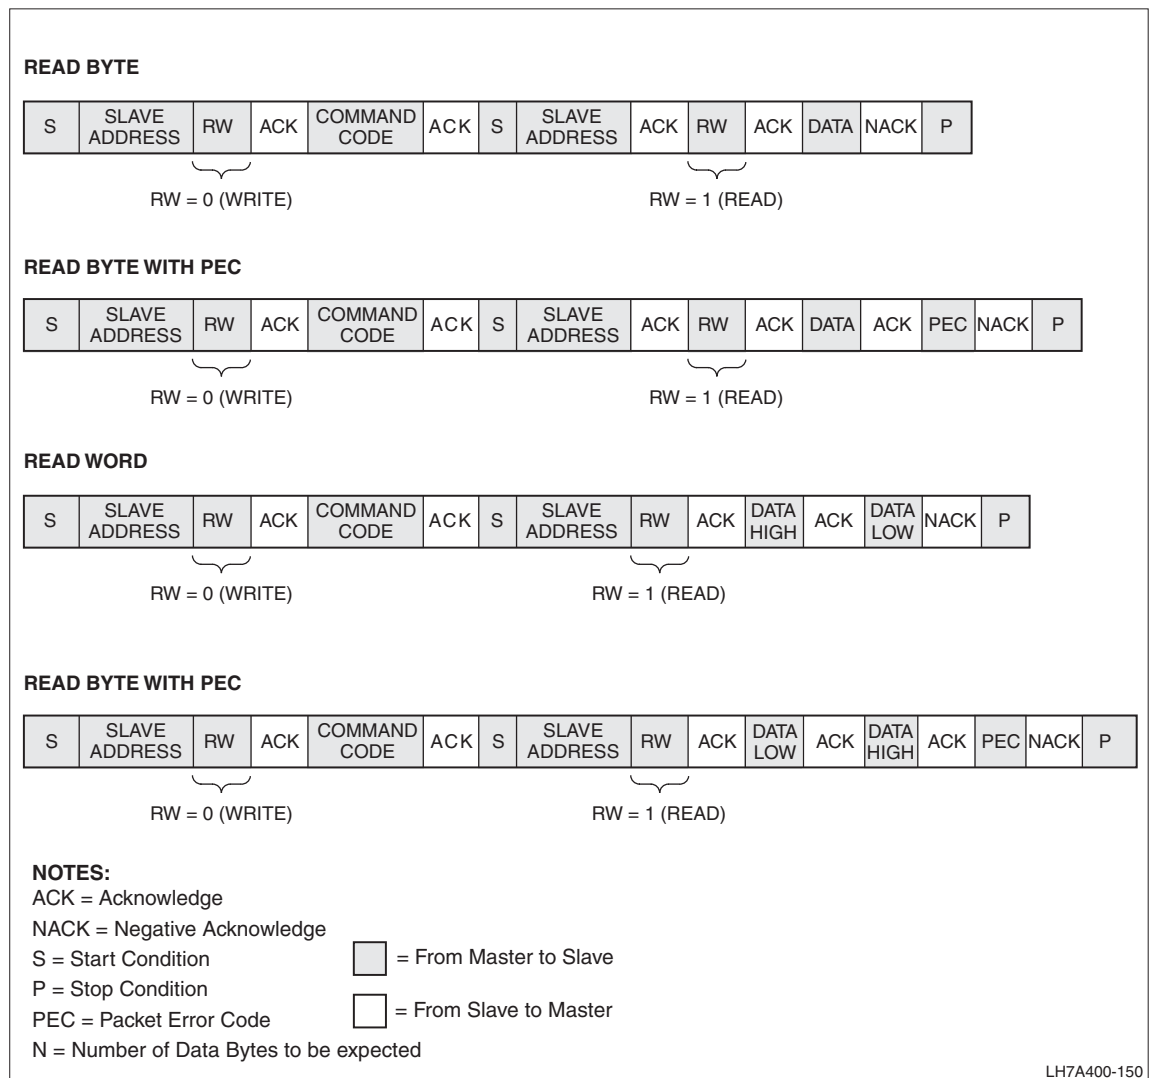 READ BYTE
S SLAVE ADDRESS RW ACK COMMAND CODE ACK S SLAVE ADDRESS ACK RW ACK DATA NACK P
RW = 0 (WRITE) RW = 1 (READ)
READ BYTE WITH PEC
S SLAVE ADDRESS RW ACK COMMAND CODE ACK S SLAVE ADDRESS ACK RW ACK DATA ACK PEC NACK P
RW = 0 (WRITE) RW = 1 (READ)
READ WORD
S SLAVE ADDRESS RW ACK COMMAND CODE ACK S SLAVE ADDRESS RW ACK DATA HIGH ACK DATA LOW NACK P
RW = 0 (WRITE) RW = 1 (READ)
READ BYTE WITH PEC
S SLAVE ADDRESS RW ACK COMMAND CODE ACK S SLAVE ADDRESS RW ACK DATA LOW ACK DATA HIGH ACK PEC NACK P
RW = 0 (WRITE) RW = 1 (READ)
NOTES:
ACK = Acknowledge
NACK = Negative Acknowledge
S = Start Condition
P = Stop Condition
PEC = Packet Error Code
N = Number of Data Bytes to be expected
= From Master to Slave
= From Slave to Master
LH7A400-150